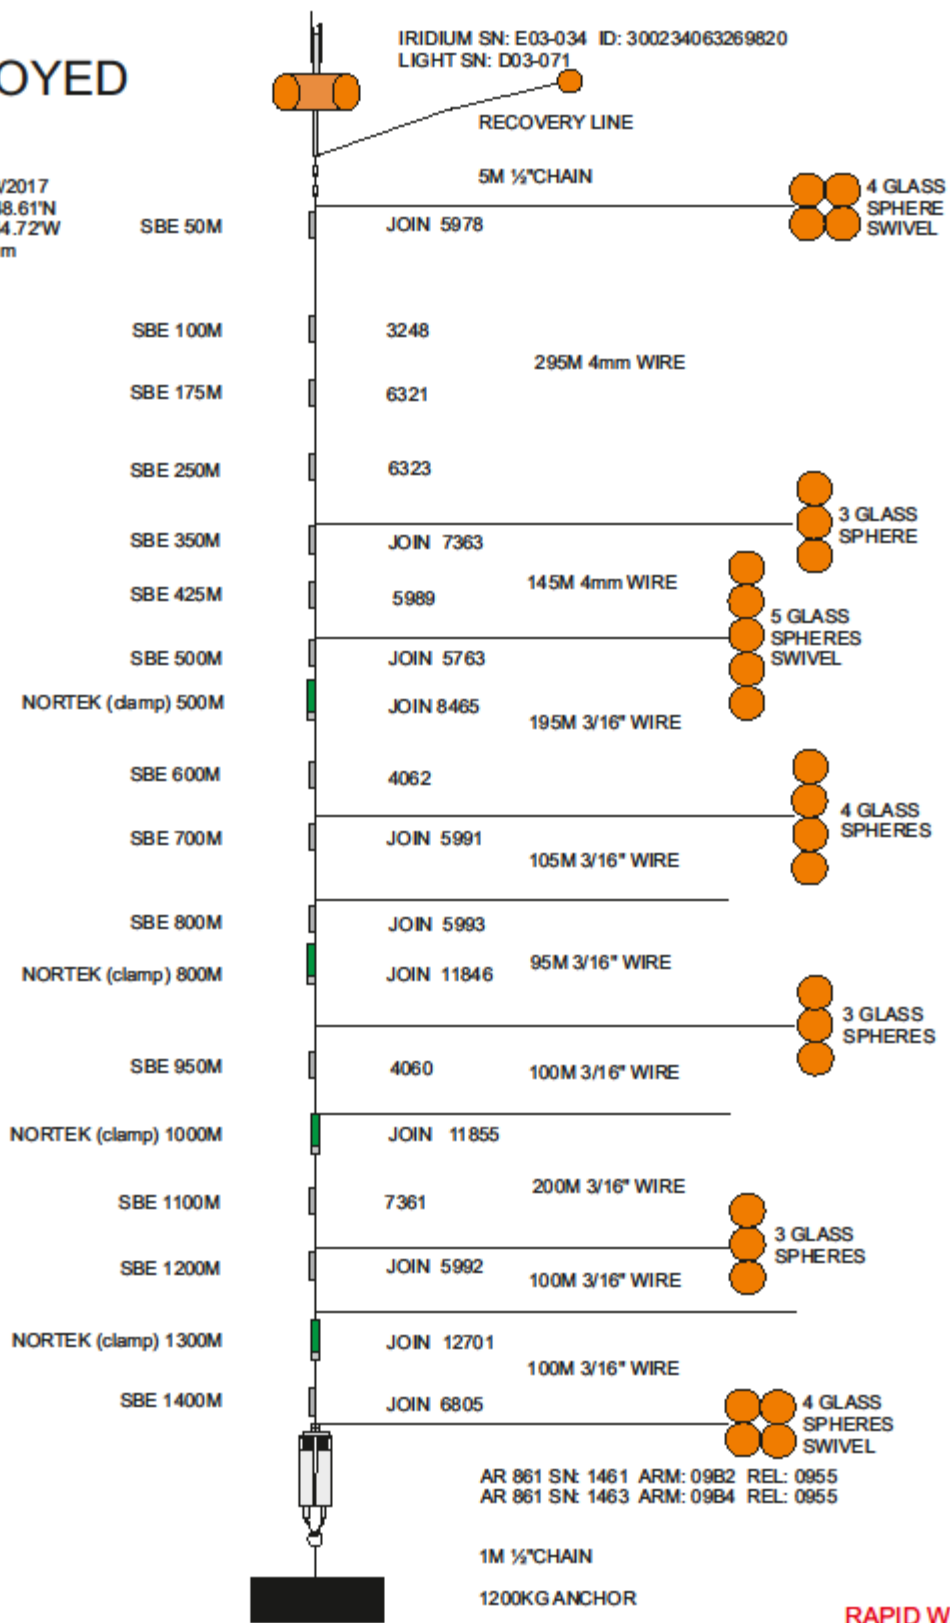 IRIDIUM SN: E03-034 ID: 300234063269820
LIGHT SN: D03-071
OYED
RECOVERY LINE
5M ½"CHAIN
/2017
48.61'N
4.72'W
m
4 GLASS
SPHERE
SWIVEL
SBE 50M
JOIN 5978
SBE 100M
3248
295M 4mm WIRE
SBE 175M
6321
SBE 250M
6323
3 GLASS
SPHERE
SBE 350M
JOIN 7363
145M 4mm WIRE
SBE 425M
5989
5 GLASS
SPHERES
SWIVEL
SBE 500M
JOIN 5763
NORTEK (clamp) 500M
JOIN 8465
195M 3/16" WIRE
SBE 600M
4062
4 GLASS
SPHERES
SBE 700M
JOIN 5991
105M 3/16" WIRE
SBE 800M
JOIN 5993
95M 3/16" WIRE
NORTEK (clamp) 800M
JOIN 11846
3 GLASS
SPHERES
SBE 950M
4060
100M 3/16" WIRE
NORTEK (clamp) 1000M
JOIN 11855
200M 3/16" WIRE
SBE 1100M
7361
3 GLASS
SPHERES
SBE 1200M
JOIN 5992
100M 3/16" WIRE
NORTEK (clamp) 1300M
JOIN 12701
100M 3/16" WIRE
SBE 1400M
JOIN 6805
4 GLASS
SPHERES
SWIVEL
AR 861 SN: 1461 ARM: 09B2 REL: 0955
AR 861 SN: 1463 ARM: 09B4 REL: 0955
1M ½"CHAIN
1200KG ANCHOR
RAPID W